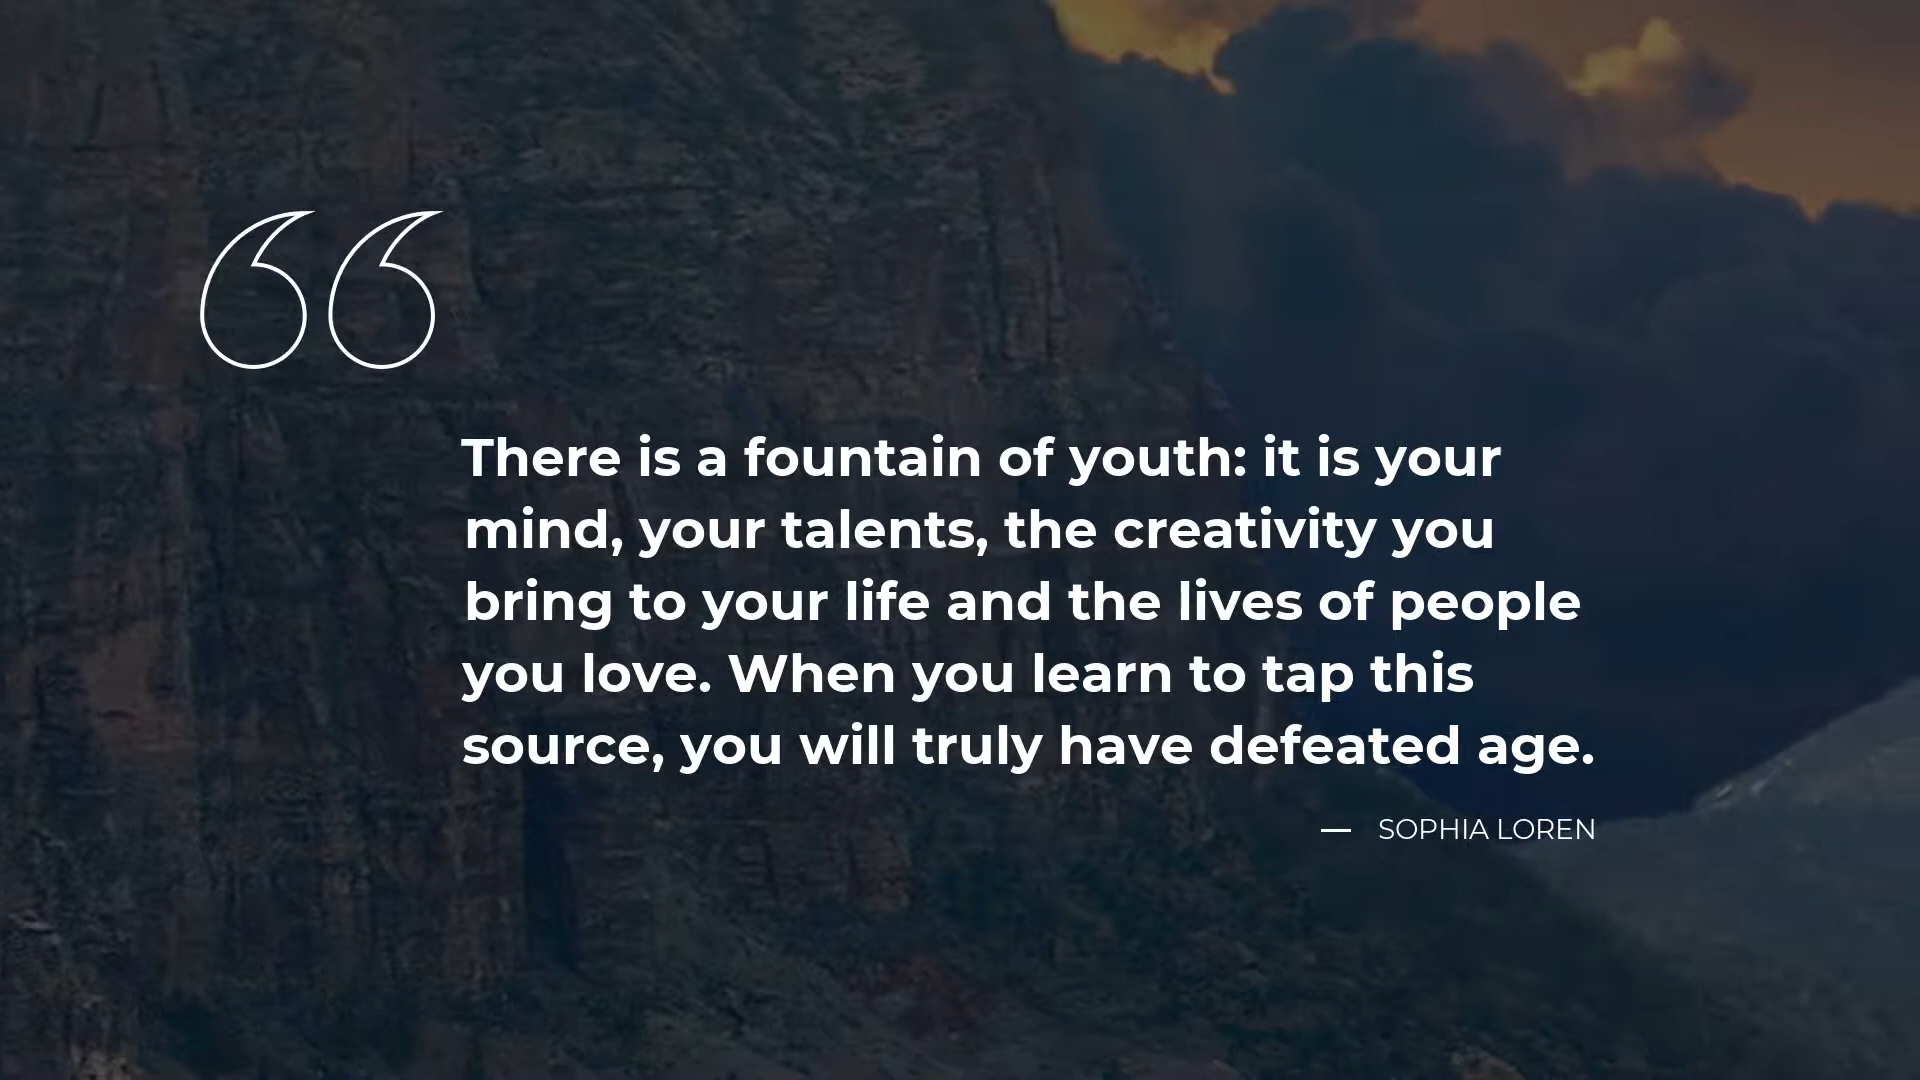 “
There is a fountain of youth: it is your
mind, your talents, the creativity you
bring to your life and the lives of people
you love. When you learn to tap this
source, you will truly have defeated age.
— SOPHIA LOREN